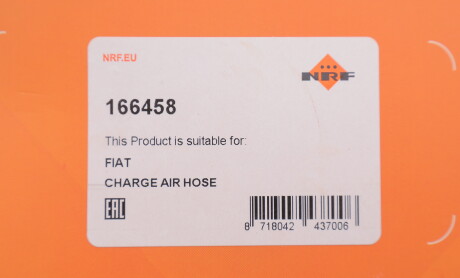 NRF.EU
NRF
166458
This Product is suitable for:
FIAT
CHARGE AIR HOSE
EAC
8 718042 437006